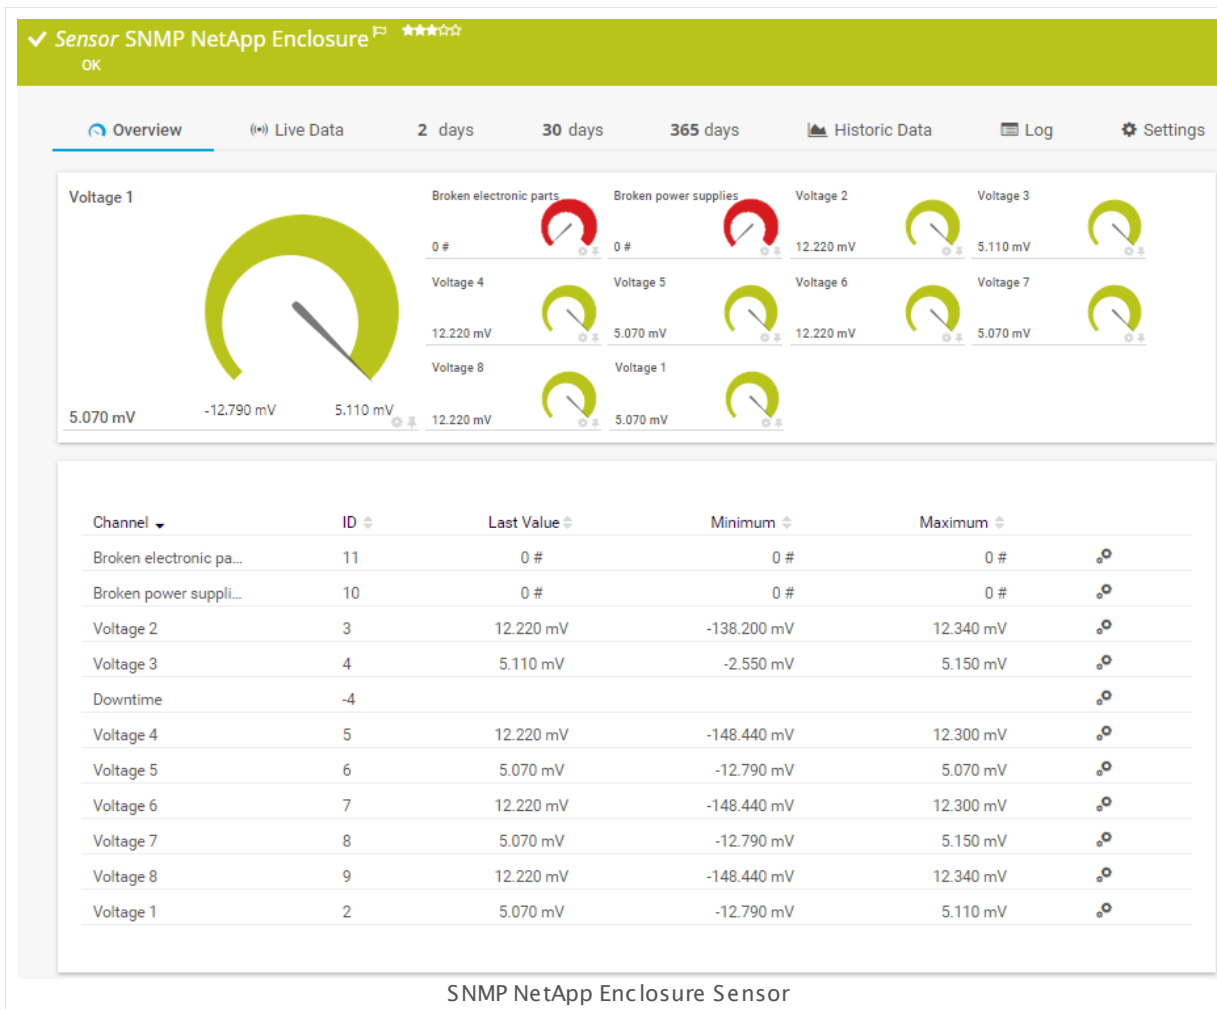 Sensor SNMP NetApp Enclosure
OK
Overview Live Data 2 days 30 days 365 days Historic Data Log Settings
Voltage 1
5.070 mV
-12.790 mV 5.110 mV
Broken electronic parts
0 #
Broken power supplies
0 #
Voltage 2
12.220 mV
Voltage 3
5.110 mV
Voltage 4
12.220 mV
Voltage 5
5.070 mV
Voltage 6
12.220 mV
Voltage 7
5.070 mV
Voltage 8
12.220 mV
Voltage 1
5.070 mV
Channel ID Last Value Minimum Maximum
Broken electronic pa... 11 0 # 0 # 0 #
Broken power suppli... 10 0 # 0 # 0 #
Voltage 2 3 12.220 mV -138.200 mV 12.340 mV
Voltage 3 4 5.110 mV -2.550 mV 5.150 mV
Downtime -4
Voltage 4 5 12.220 mV -148.440 mV 12.300 mV
Voltage 5 6 5.070 mV -12.790 mV 5.070 mV
Voltage 6 7 12.220 mV -148.440 mV 12.300 mV
Voltage 7 8 5.070 mV -12.790 mV 5.150 mV
Voltage 8 9 12.220 mV -148.440 mV 12.340 mV
Voltage 1 2 5.070 mV -12.790 mV 5.110 mV
SNMP NetApp Enclosure Sensor